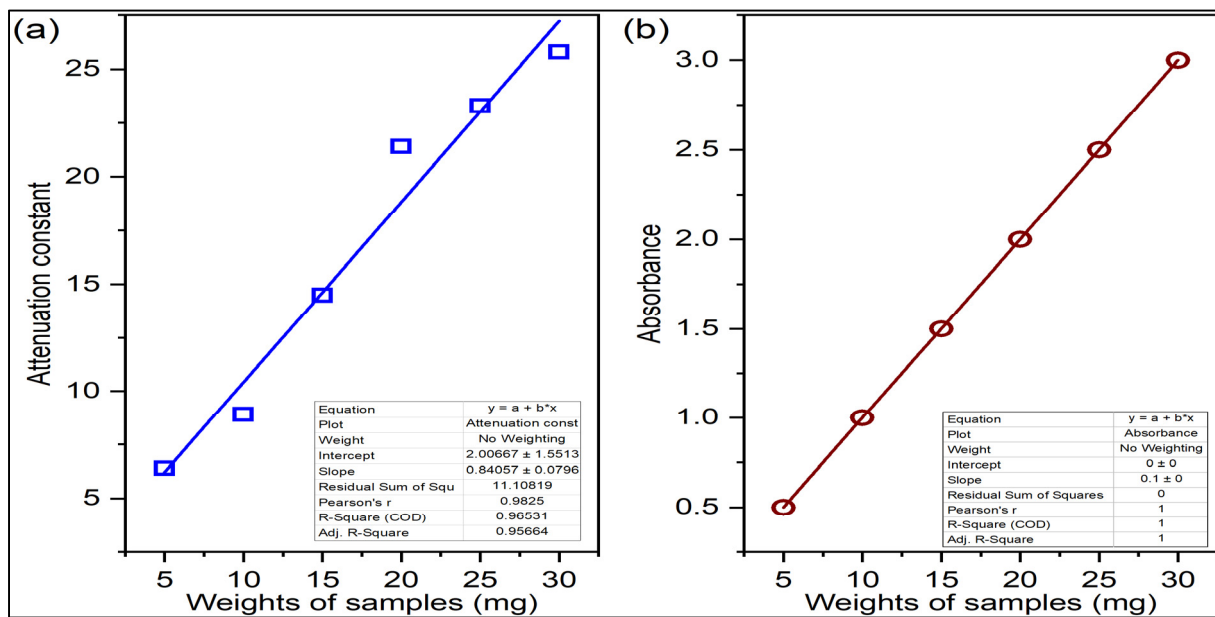 (a)
25
20
15
10
5
Attenuation constant
Equation y = a + b*x
Plot Attenuation const
Weight No Weighting
Intercept 2.00667 ± 1.5513
Slope 0.84057 ± 0.0796
Residual Sum of Squ 11.10819
Pearson's r 0.9825
R-Square (COD) 0.96531
Adj. R-Square 0.95664
5 10 15 20 25 30
Weights of samples (mg)
(b)
3.0
2.5
2.0
1.5
1.0
0.5
Absorbance
Equation y = a + b*x
Plot Absorbance
Weight No Weighting
Intercept 0 ± 0
Slope 0.1 ± 0
Residual Sum of Squares 0
Pearson's r 1
R-Square (COD) 1
Adj. R-Square 1
5 10 15 20 25 30
Weights of samples (mg)